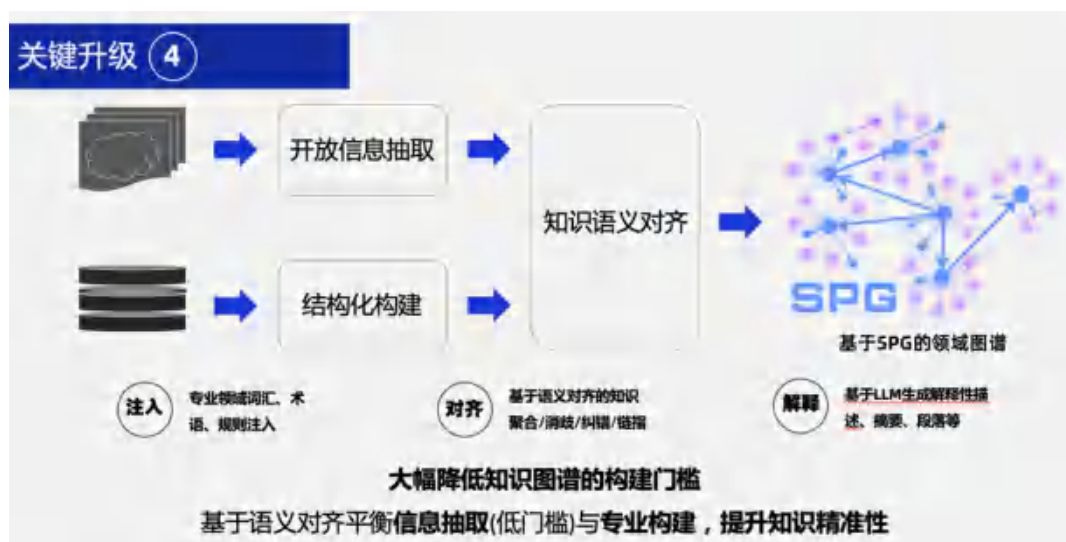 关键升级 4
开放信息抽取
知识语义对齐
结构化构建
SPG
基于SPG的领域图谱
注入
专业领域词汇、术
语、规则注入
对齐
基于语义对齐的知识
聚合/消歧/纠错/链指
解释
基于LLM生成解释性描
述、摘要、段落等
大幅降低知识图谱的构建门槛
基于语义对齐平衡信息抽取(低门槛)与专业构建，提升知识精准性